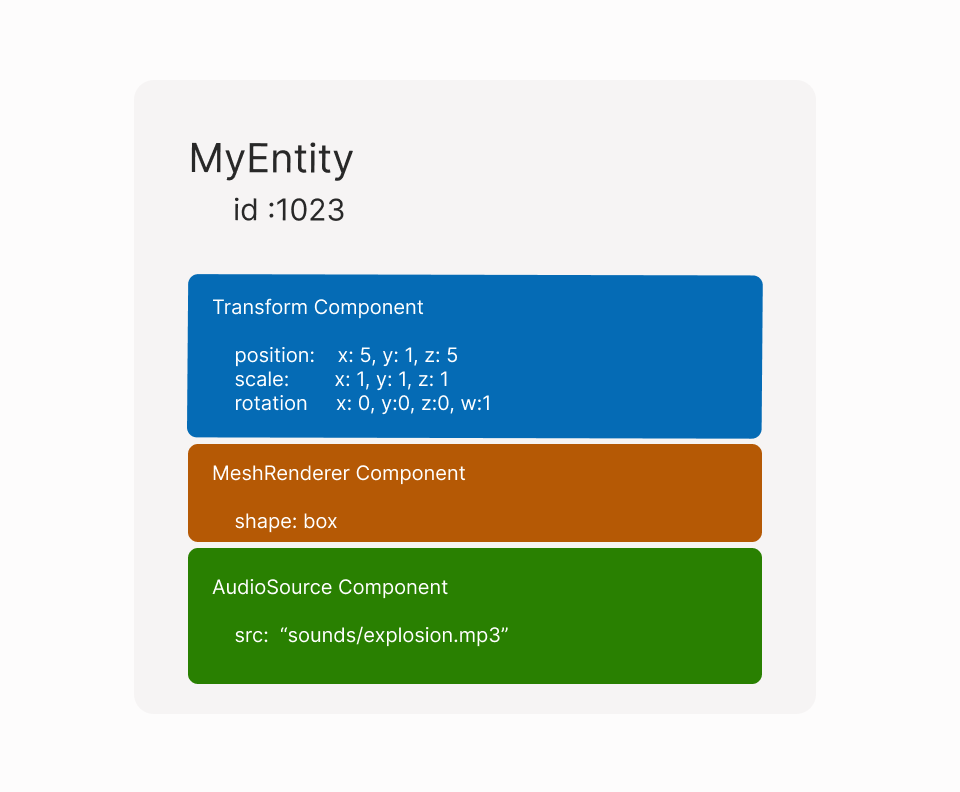 MyEntity
id :1023
Transform Component
position: x: 5, y: 1, z: 5
scale: x: 1, y: 1, z: 1
rotation x: 0, y:0, z:0, w:1
MeshRenderer Component
shape: box
AudioSource Component
src: “sounds/explosion.mp3”